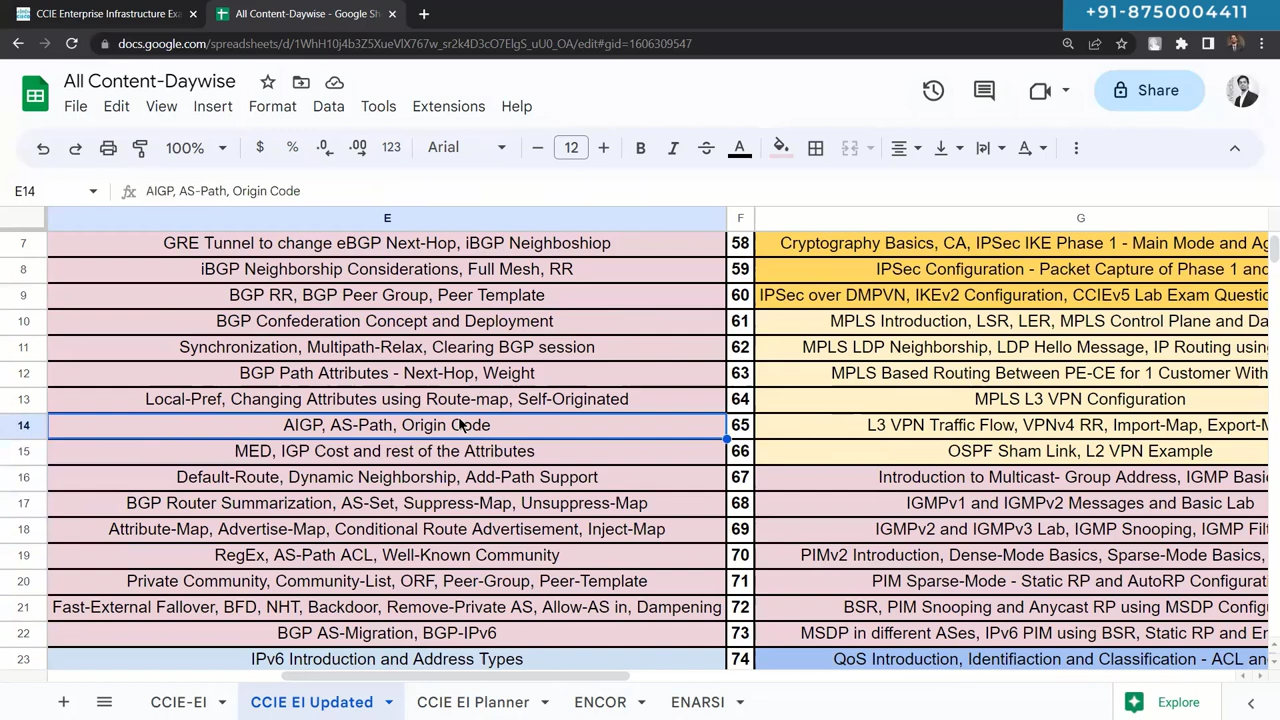 CCIE Enterprise Infrastructure Exa
All Content-Daywise - Google Sh
+91-8750004411
docs.google.com/spreadsheets/d/1WhH10j4b3Z5XueVlX767w_sr2k4D3cO7ElgS_uU0_OA/edit#gid=1606309547
All Content-Daywise
File Edit View Insert Format Data Tools Extensions Help
Share
100% $ % .0 .00 123 Arial 12 B I A
E14 fx AIGP, AS-Path, Origin Code
E F G
7 GRE Tunnel to change eBGP Next-Hop, iBGP Neighboshiop 58 Cryptography Basics, CA, IPSec IKE Phase 1 - Main Mode and Ag
8 iBGP Neighborship Considerations, Full Mesh, RR 59 IPSec Configuration - Packet Capture of Phase 1 and
9 BGP RR, BGP Peer Group, Peer Template 60 IPSec over DMPVN, IKEv2 Configuration, CCIEv5 Lab Exam Questio
10 BGP Confederation Concept and Deployment 61 MPLS Introduction, LSR, LER, MPLS Control Plane and Da
11 Synchronization, Multipath-Relax, Clearing BGP session 62 MPLS LDP Neighborship, LDP Hello Message, IP Routing using
12 BGP Path Attributes - Next-Hop, Weight 63 MPLS Based Routing Between PE-CE for 1 Customer With
13 Local-Pref, Changing Attributes using Route-map, Self-Originated 64 MPLS L3 VPN Configuration
14 AIGP, AS-Path, Origin Code 65 L3 VPN Traffic Flow, VPNv4 RR, Import-Map, Export-M
15 MED, IGP Cost and rest of the Attributes 66 OSPF Sham Link, L2 VPN Example
16 Default-Route, Dynamic Neighborship, Add-Path Support 67 Introduction to Multicast- Group Address, IGMP Basi
17 BGP Router Summarization, AS-Set, Suppress-Map, Unsuppress-Map 68 IGMPv1 and IGMPv2 Messages and Basic Lab
18 Attribute-Map, Advertise-Map, Conditional Route Advertisement, Inject-Map 69 IGMPv2 and IGMPv3 Lab, IGMP Snooping, IGMP Filt
19 RegEx, AS-Path ACL, Well-Known Community 70 PIMv2 Introduction, Dense-Mode Basics, Sparse-Mode Basics,
20 Private Community, Community-List, ORF, Peer-Group, Peer-Template 71 PIM Sparse-Mode - Static RP and AutoRP Configurat
21 Fast-External Fallover, BFD, NHT, Backdoor, Remove-Private AS, Allow-AS in, Dampening 72 BSR, PIM Snooping and Anycast RP using MSDP Config
22 BGP AS-Migration, BGP-IPv6 73 MSDP in different ASes, IPv6 PIM using BSR, Static RP and En
23 IPv6 Introduction and Address Types 74 QoS Introduction, Identifiaction and Classification - ACL an
CCIE-EI CCIE EI Updated CCIE EI Planner ENCOR ENARSI Explore